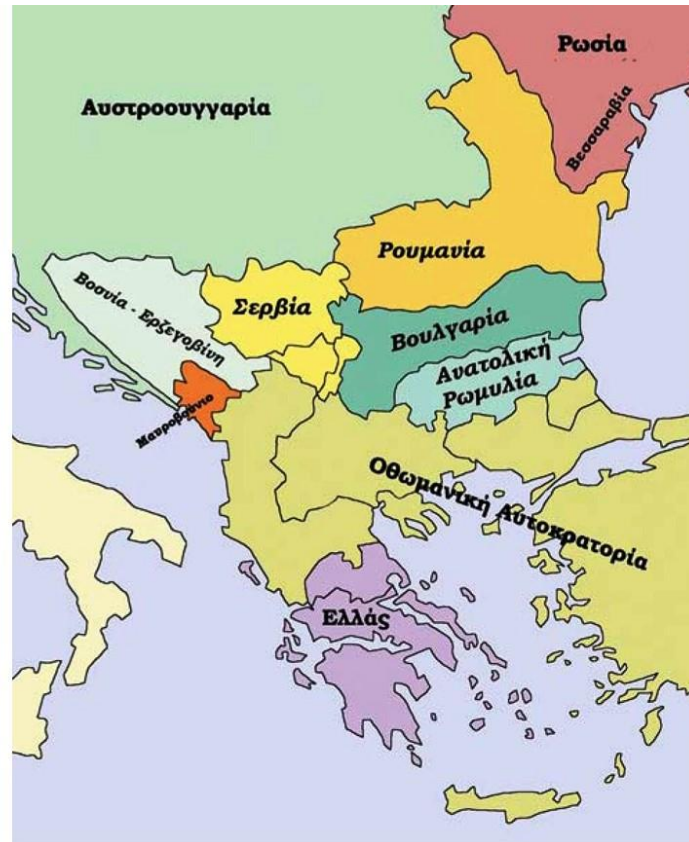 Ρωσία
Αυστροουγγαρία
Βεσσαραβία
Ρουμανία
Βοσνία - Ερζεγοβίνη
Σερβία
Βουλγαρία
Ανατολική
Ρωμυλία
Μαυροβούνιο
Οθωμανική Αυτοκρατορία
Ελλάς